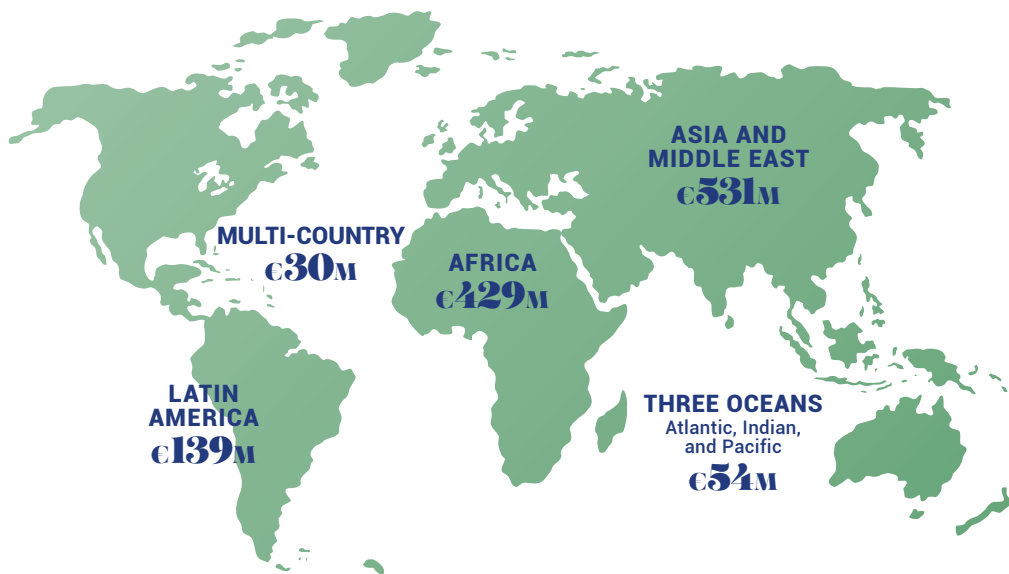 ASIA AND
MIDDLE EAST
€531M
MULTI-COUNTRY
€30M
AFRICA
€429M
LATIN
AMERICA
€139M
THREE OCEANS
Atlantic, Indian,
and Pacific
€54M